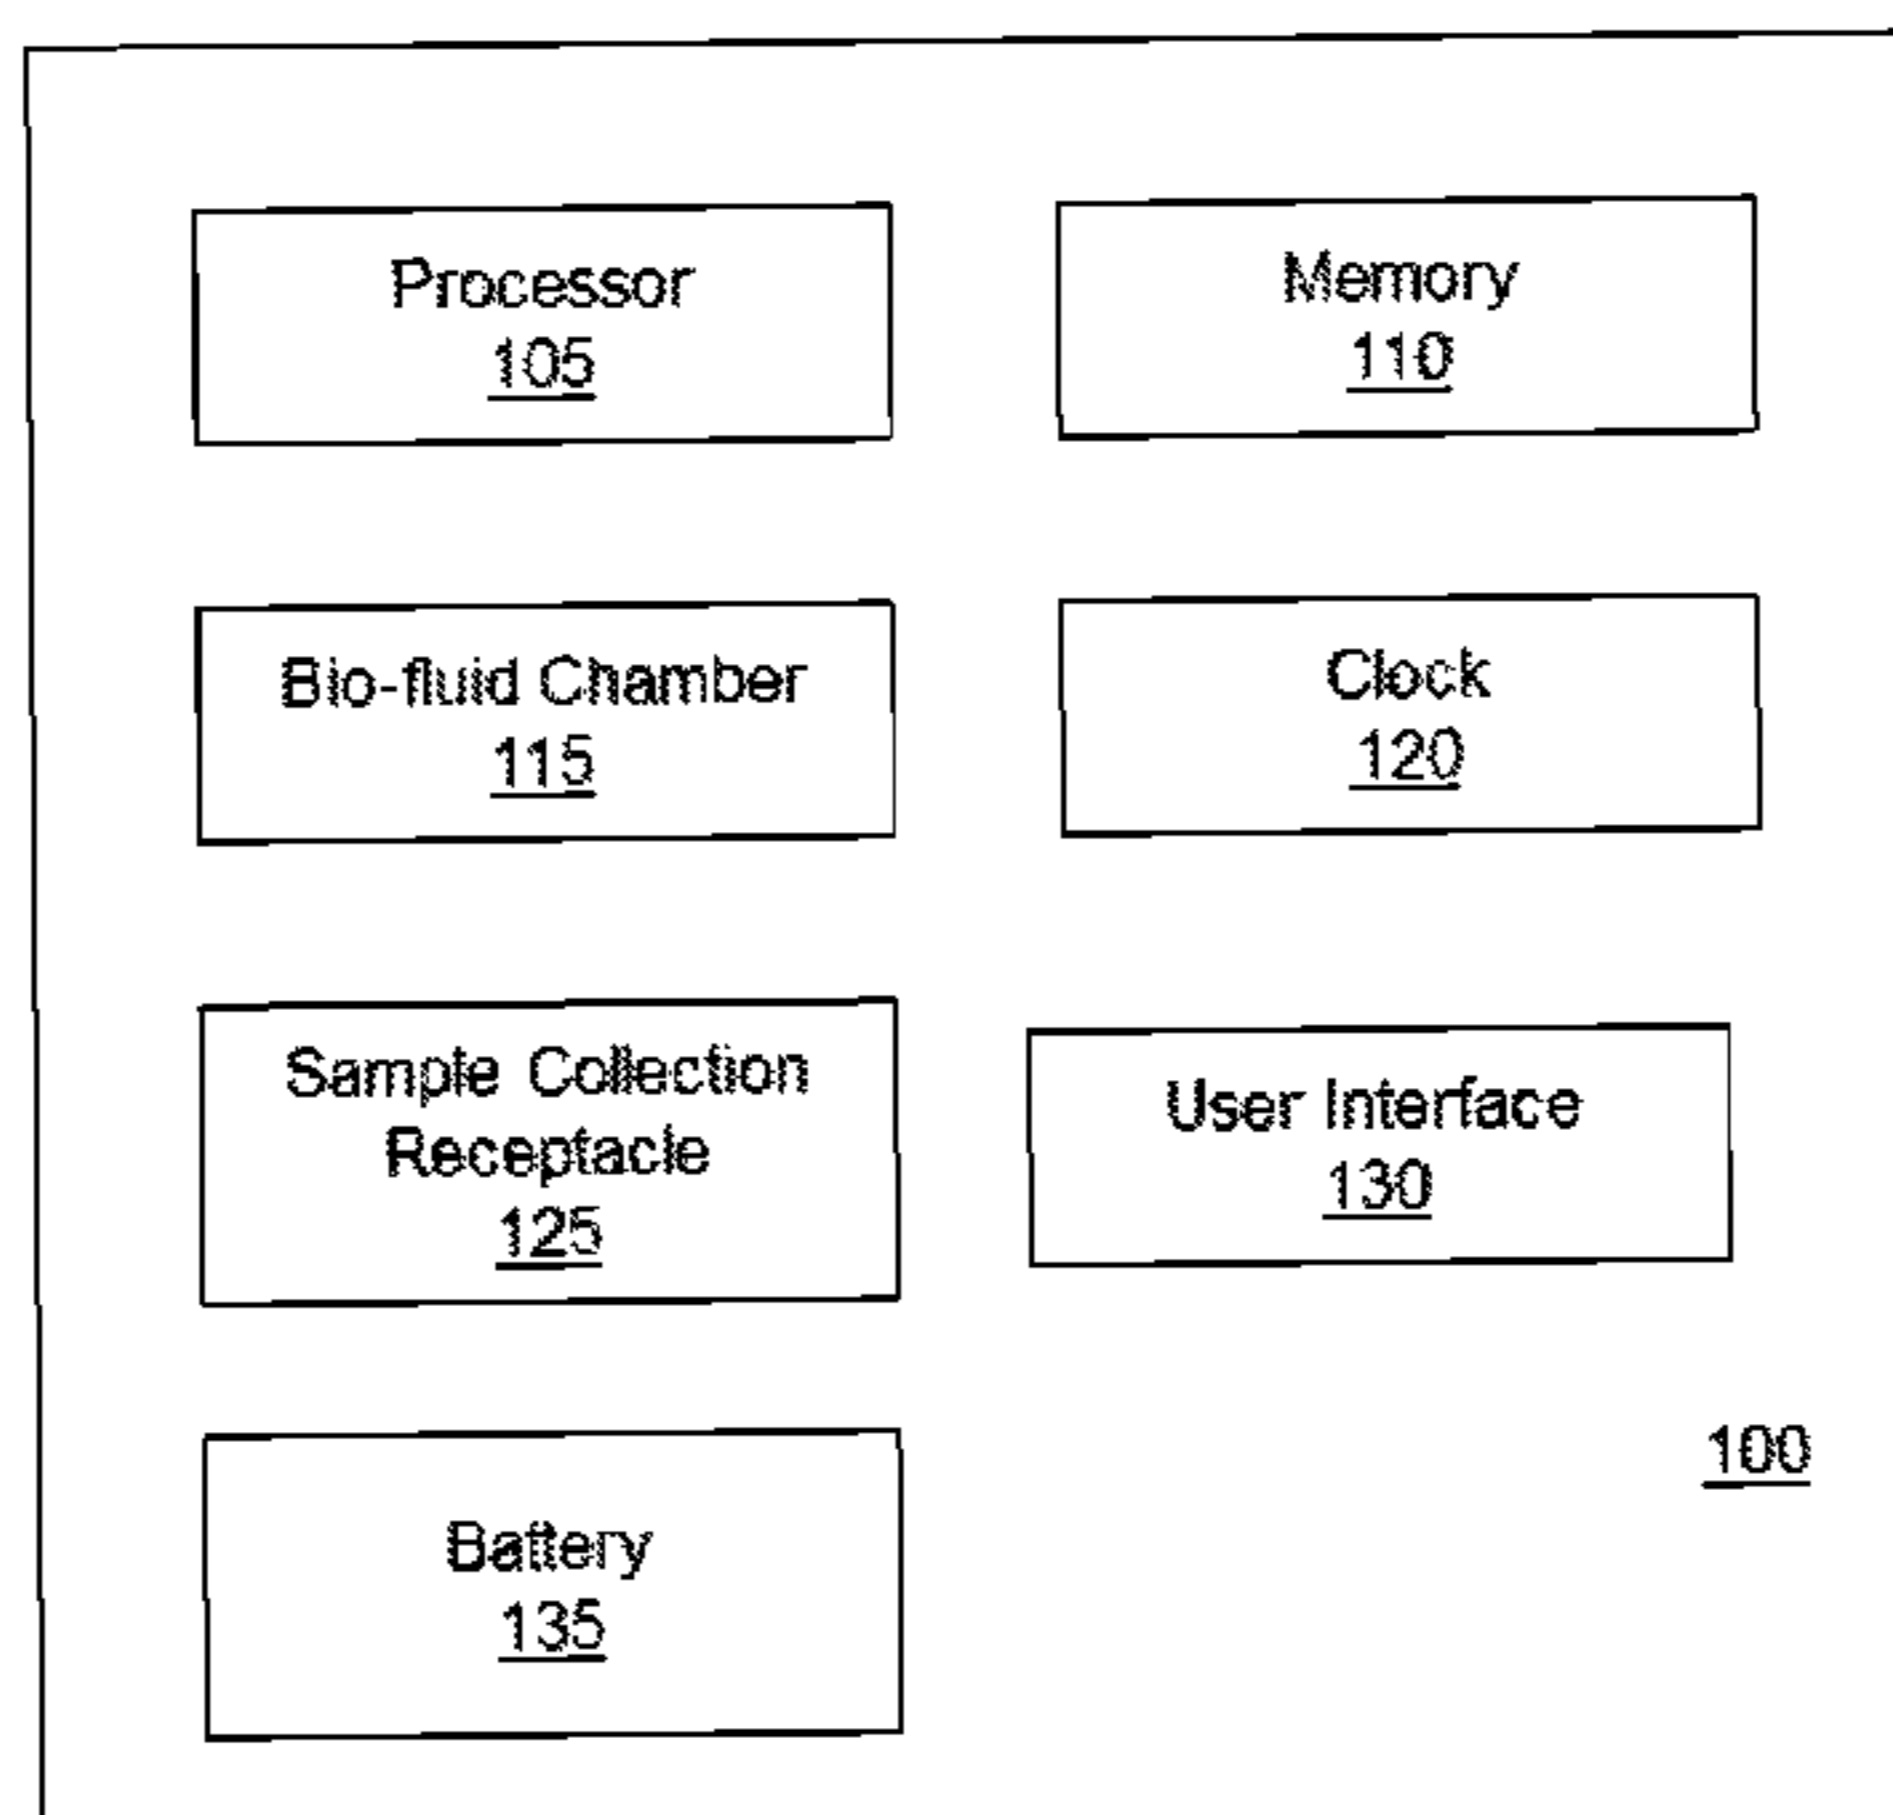 Processor
105
Memory
110
Bio-fluid Chamber
115
Clock
120
Sample Collection
Receptacle
125
User Interface
130
100
Battery
135